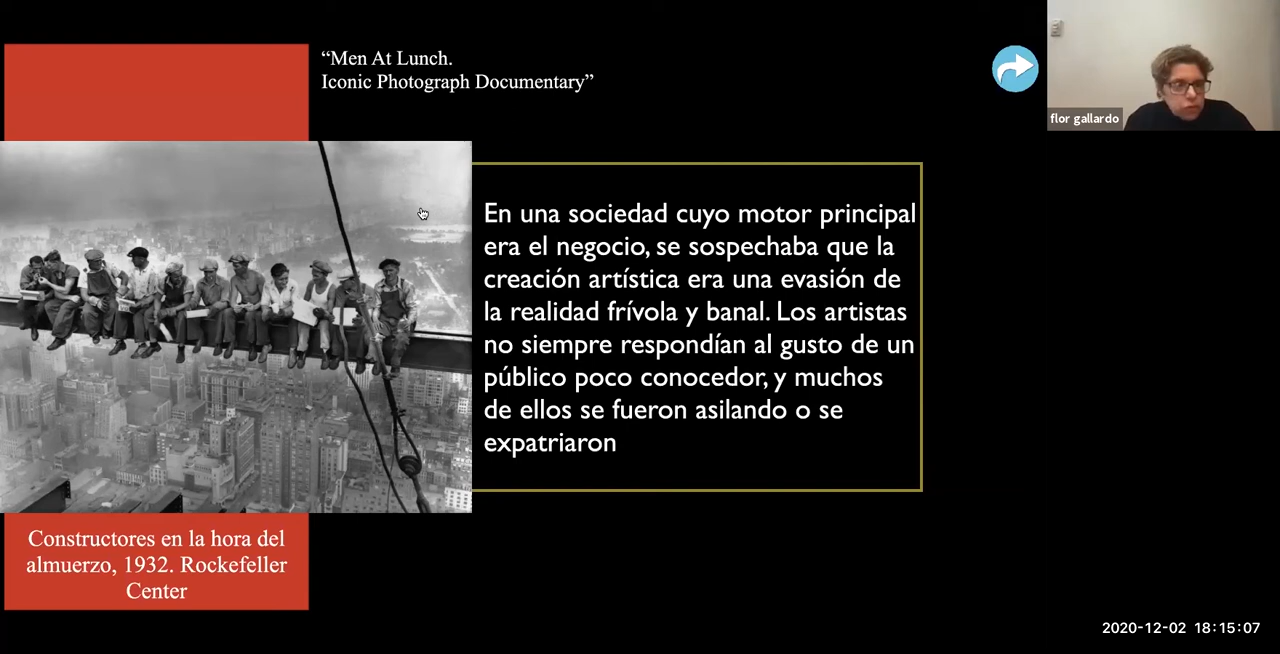 “Men At Lunch.
Iconic Photograph Documentary”
flor gallardo
En una sociedad cuyo motor principal
era el negocio, se sospechaba que la
creación artística era una evasión de
la realidad frívola y banal. Los artistas
no siempre respondían al gusto de un
público poco conocedor, y muchos
de ellos se fueron asilando o se
expatriaron
Constructores en la hora del
almuerzo, 1932. Rockefeller
Center
2020-12-02 18:15:07